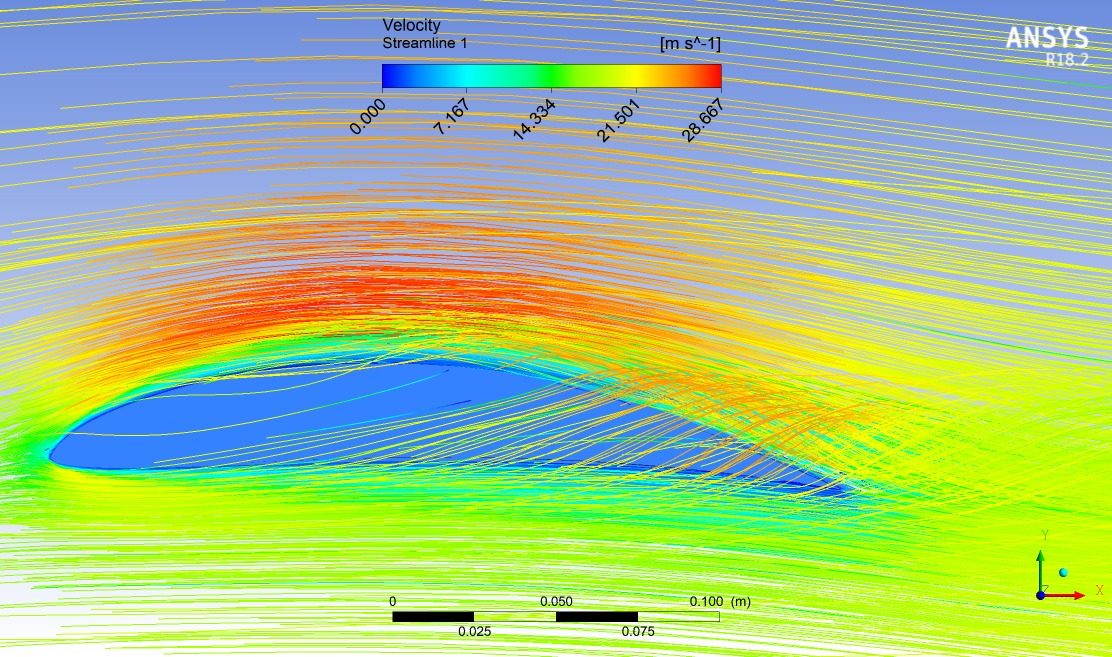 Velocity
Streamline 1
[m s^-1]
ANSYS
R18.2
0.000
7.167
14.334
21.501
28.667
0
0.050
0.100 (m)
0.025
0.075
Y
Z
X